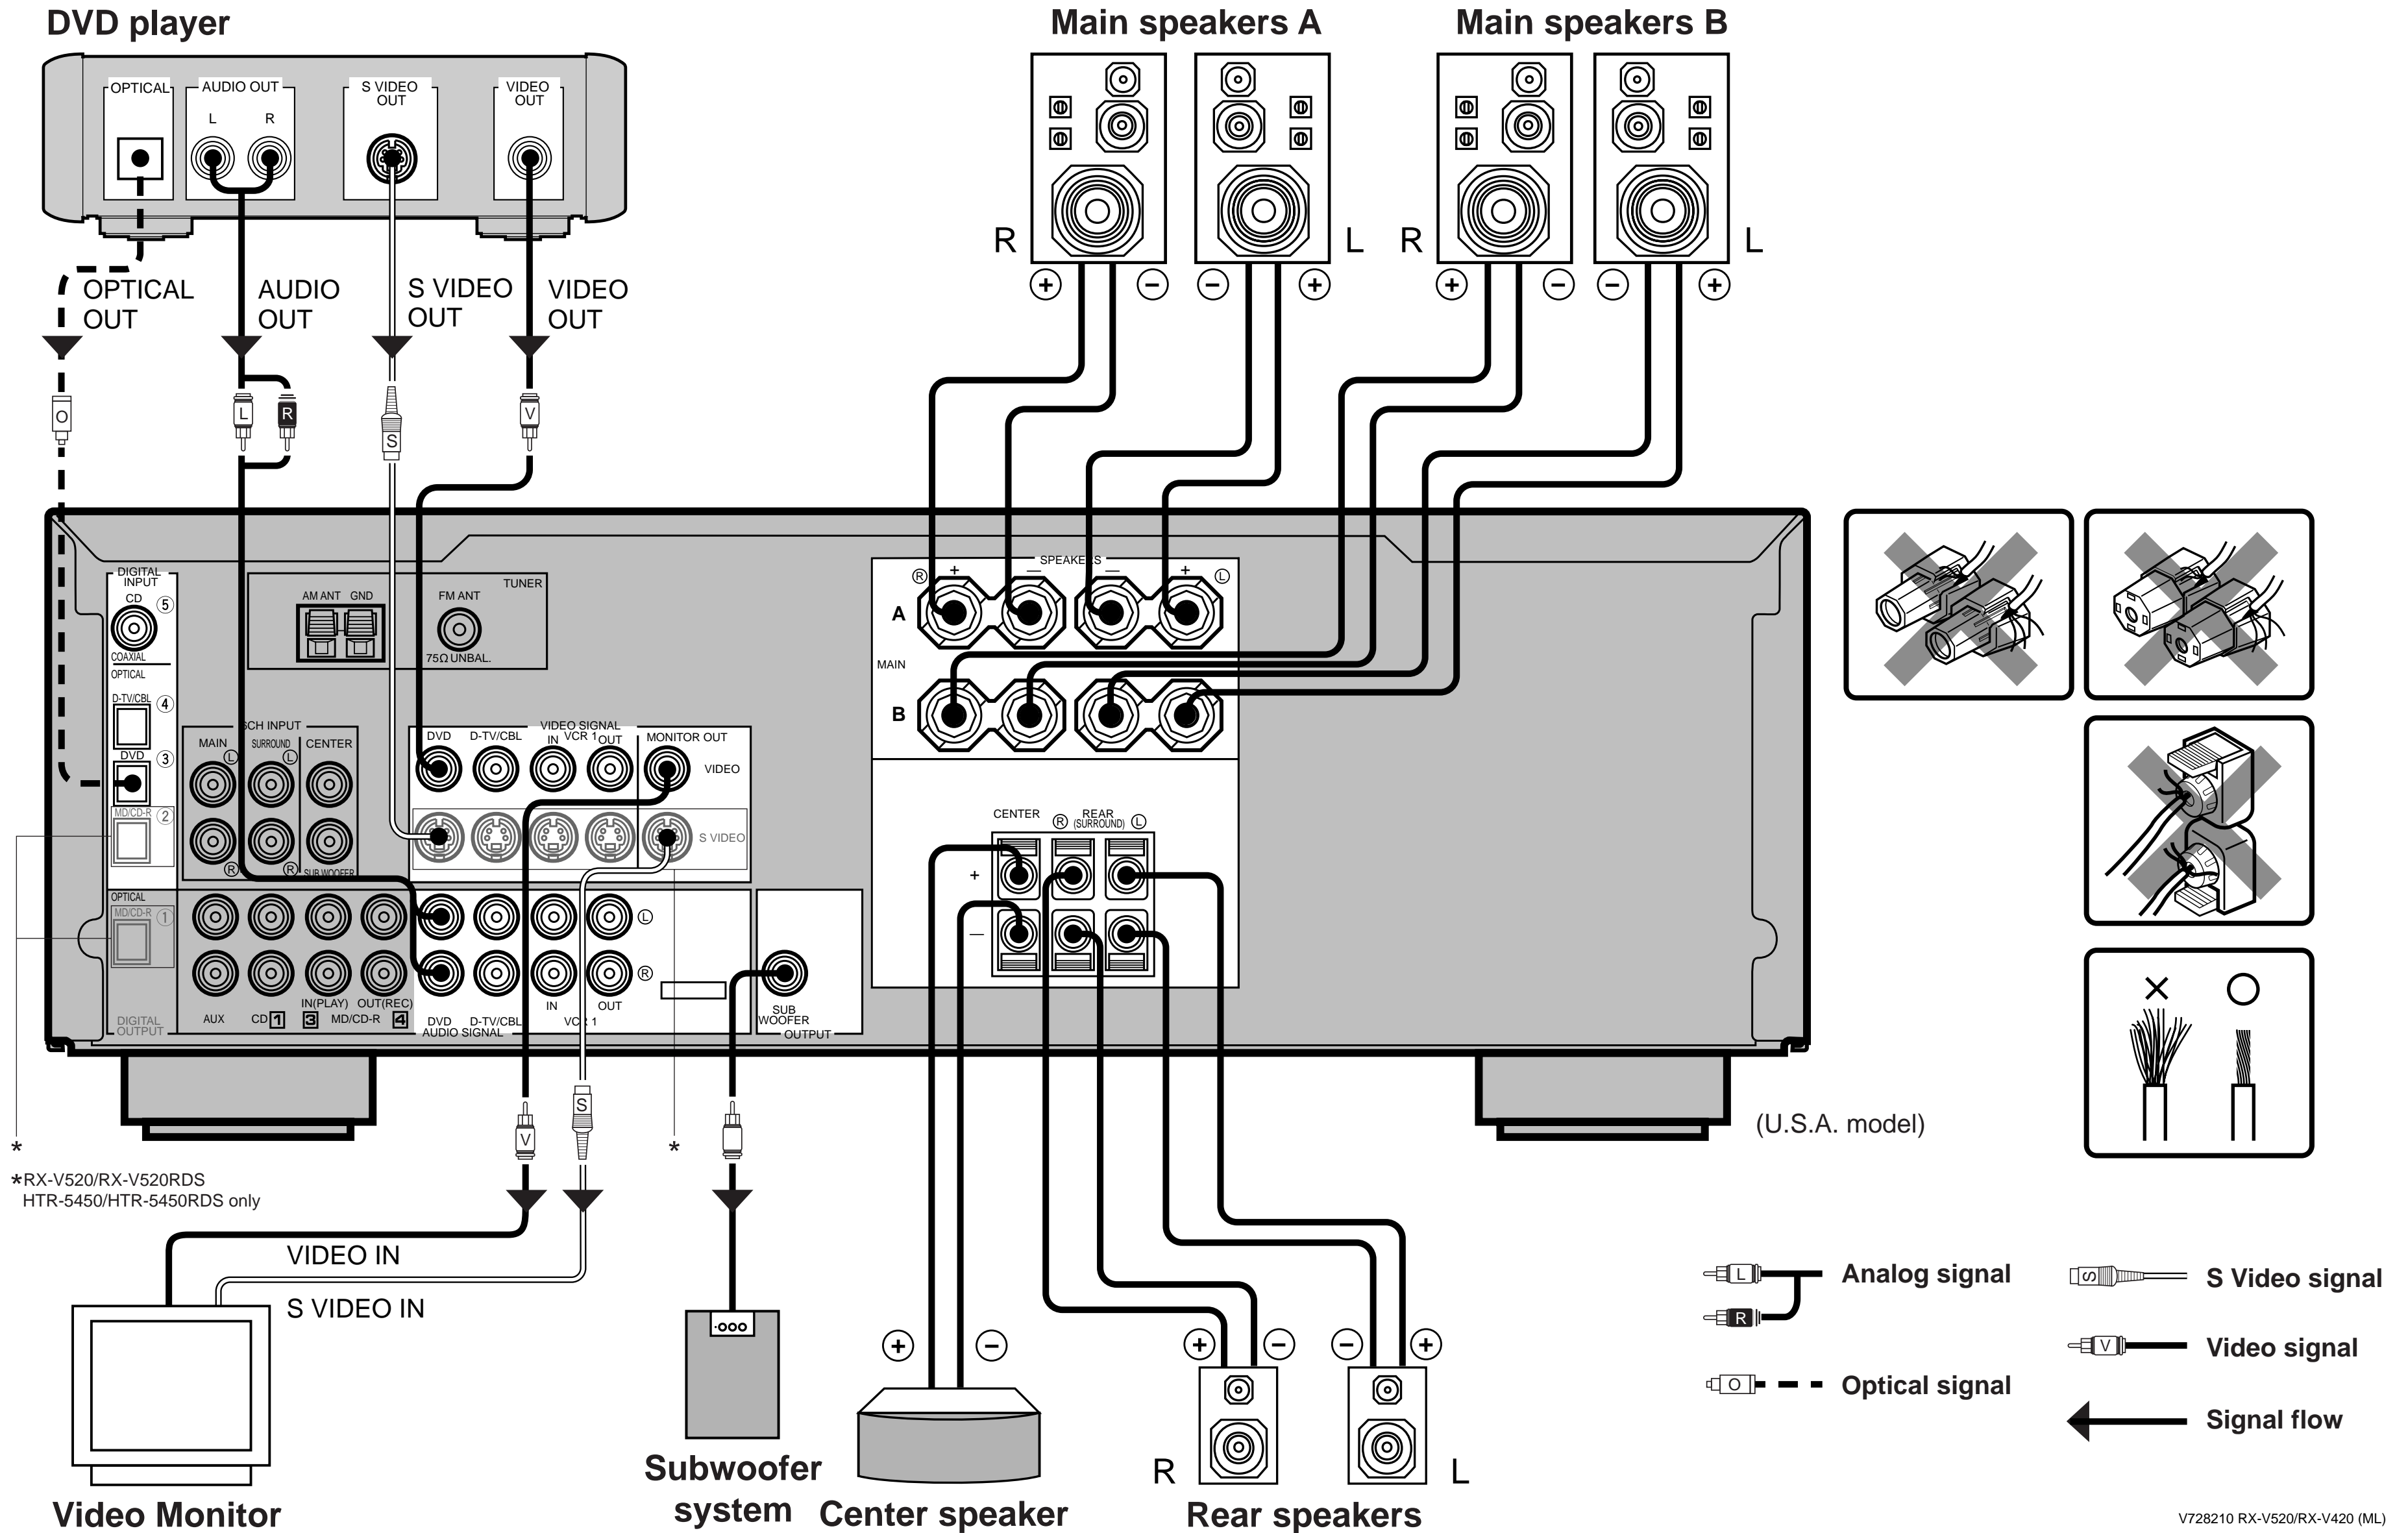 DVD player
Main speakers A
Main speakers B
OPTICAL
AUDIO OUT
L R
S VIDEO
OUT
VIDEO
OUT
R L
R L
+ − − +
+ − − +
OPTICAL
OUT
AUDIO
OUT
S VIDEO
OUT
VIDEO
OUT
O
L
R
S
V
DIGITAL
INPUT
CD
5
COAXIAL
OPTICAL
D-TV/CBL
4
DVD
3
MD/CD-R
2
OPTICAL
MD/CD-R
1
DIGITAL
OUTPUT
TUNER
AM ANT GND
FM ANT
75Ω UNBAL.
6CH INPUT
MAIN
SURROUND
CENTER
L L
R R
SUB WOOFER
VIDEO SIGNAL
DVD
D-TV/CBL
IN VCR 1 OUT
MONITOR OUT
VIDEO
S VIDEO
L
R
IN(PLAY) OUT(REC)
AUX
CD 1
3 MD/CD-R 4
DVD
D-TV/CBL
AUDIO SIGNAL
IN OUT
VCR 1
SUB
WOOFER
OUTPUT
SPEAKERS
R + — — + L
A
MAIN
B
CENTER
R REAR L
(SURROUND)
+
—
(U.S.A. model)
*
*RX-V520/RX-V520RDS
HTR-5450/HTR-5450RDS only
V
S
*
VIDEO IN
S VIDEO IN
+ −
+ − − +
R L
Video Monitor
Subwoofer
system
Center speaker
Rear speakers
L
R
Analog signal
O
Optical signal
S
S Video signal
V
Video signal
Signal flow
V728210 RX-V520/RX-V420 (ML)